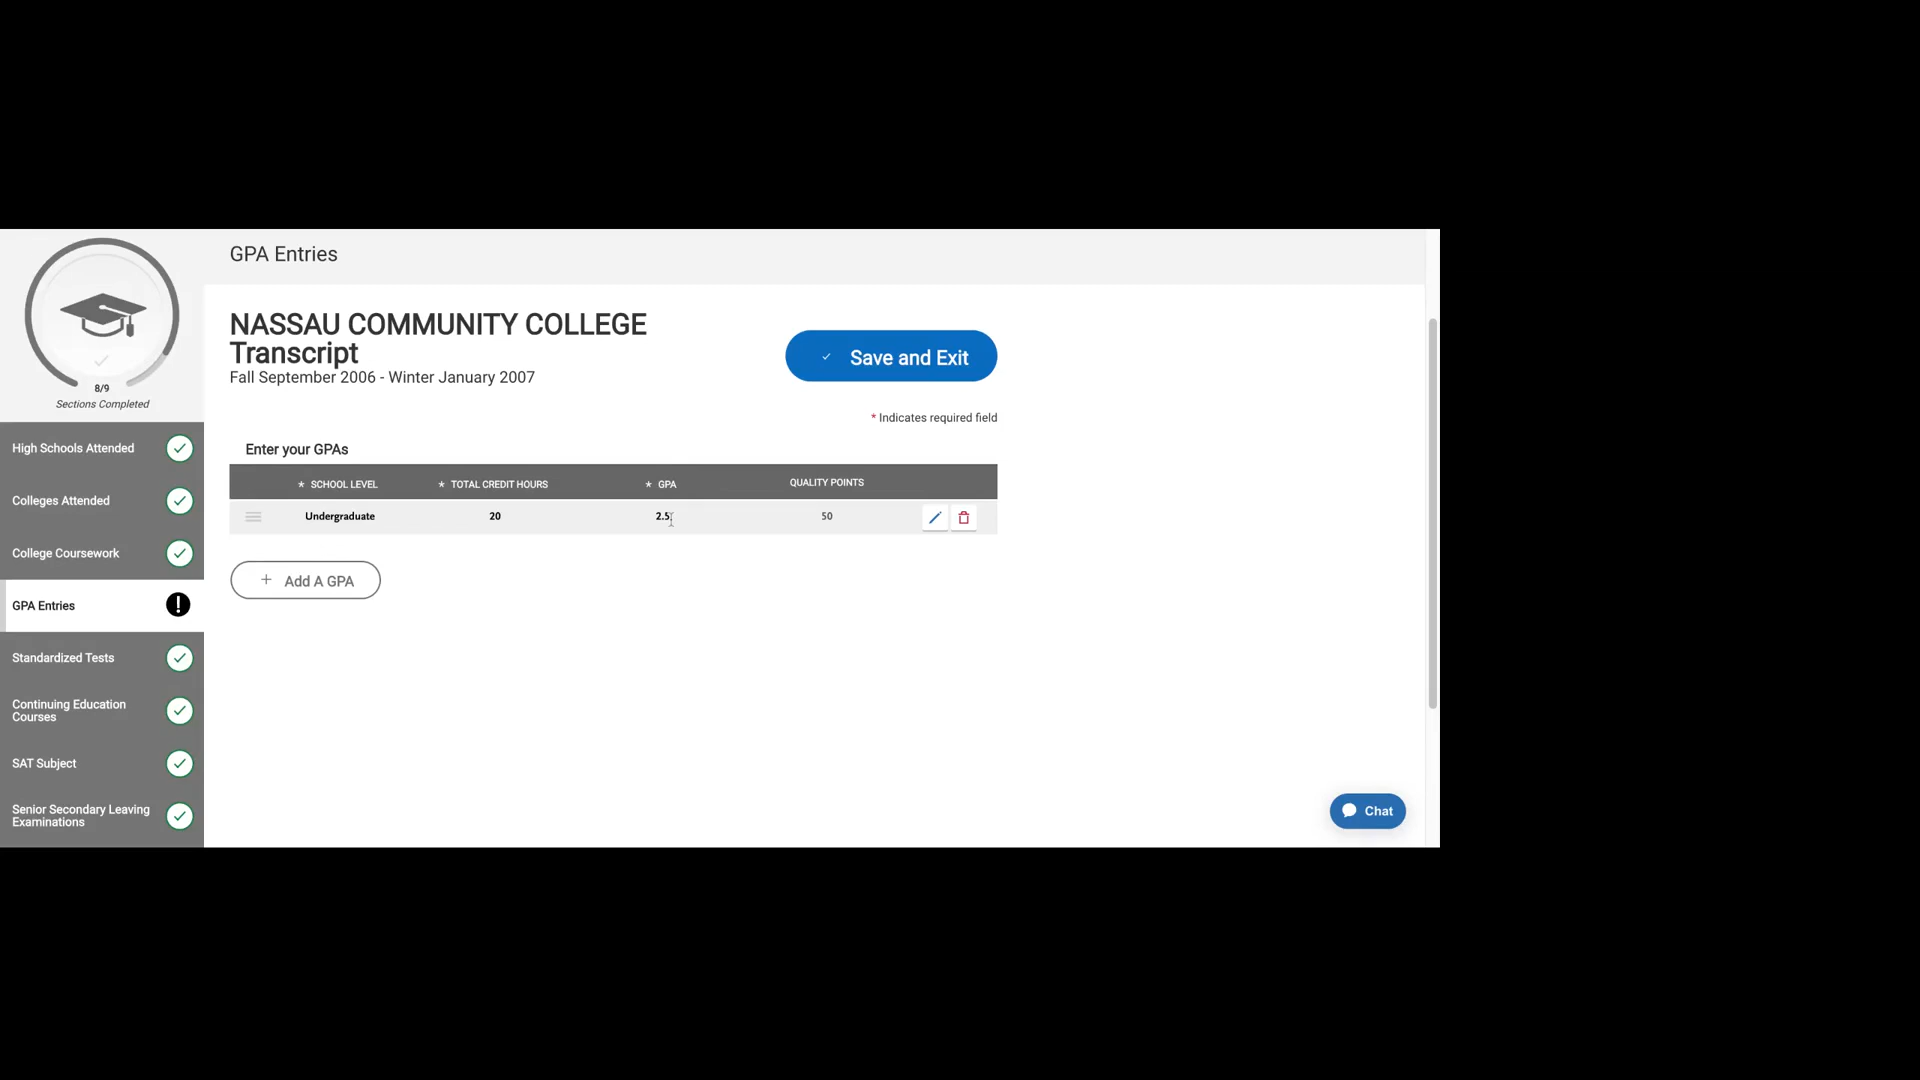 GPA Entries
NASSAU COMMUNITY COLLEGE
Transcript
Fall September 2006 - Winter January 2007
Save and Exit
* Indicates required field
Enter your GPAs
* SCHOOL LEVEL * TOTAL CREDIT HOURS * GPA QUALITY POINTS
Undergraduate 20 2.5 50
+ Add A GPA
8/9
Sections Completed
High Schools Attended
Colleges Attended
College Coursework
GPA Entries
Standardized Tests
Continuing Education
Courses
SAT Subject
Senior Secondary Leaving
Examinations
Chat